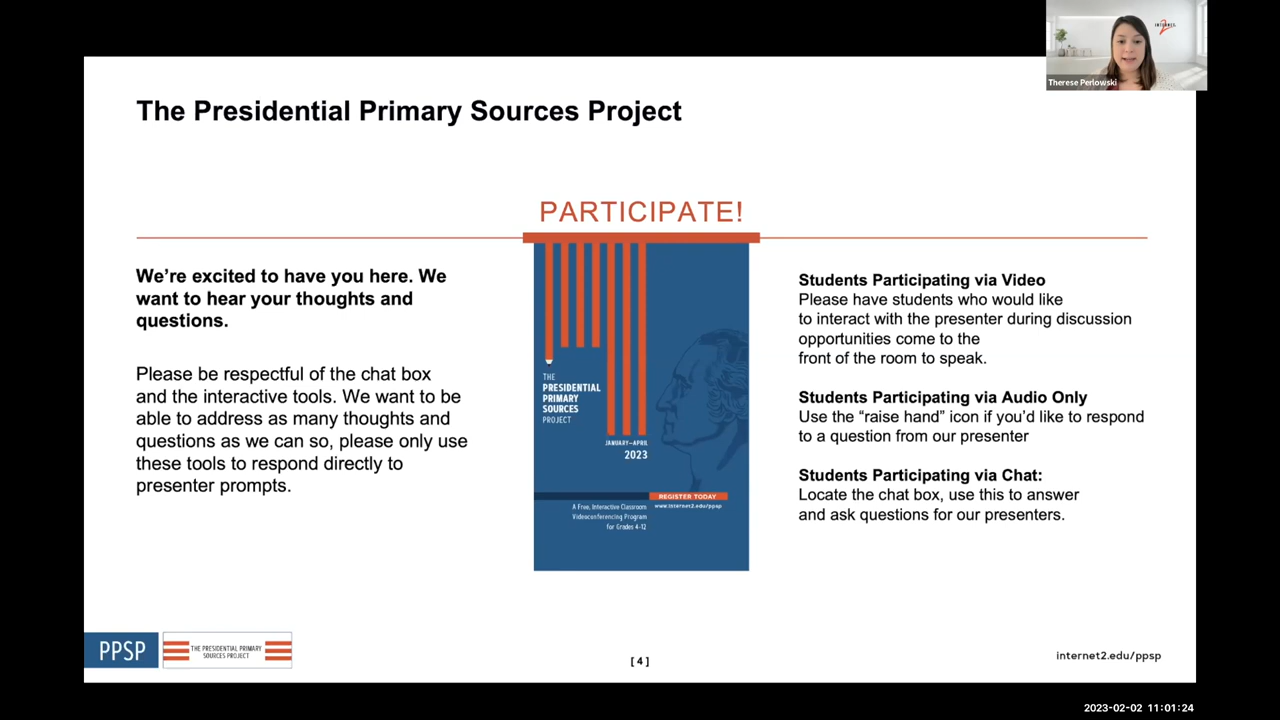 INTERNET
2
Therese Perlowski
The Presidential Primary Sources Project
PARTICIPATE!
We’re excited to have you here. We
want to hear your thoughts and
questions.
Please be respectful of the chat box
and the interactive tools. We want to be
able to address as many thoughts and
questions as we can so, please only use
these tools to respond directly to
presenter prompts.
THE
PRESIDENTIAL
PRIMARY
SOURCES
PROJECT
JANUARY–APRIL
2023
REGISTER TODAY
www.internet2.edu/ppsp
A Free, Interactive Classroom
Videoconferencing Program
for Grades 4-12
Students Participating via Video
Please have students who would like
to interact with the presenter during discussion
opportunities come to the
front of the room to speak.
Students Participating via Audio Only
Use the “raise hand” icon if you’d like to respond
to a question from our presenter
Students Participating via Chat:
Locate the chat box, use this to answer
and ask questions for our presenters.
PPSP
THE PRESIDENTIAL PRIMARY
SOURCES PROJECT
[ 4 ]
internet2.edu/ppsp
2023-02-02 11:01:24